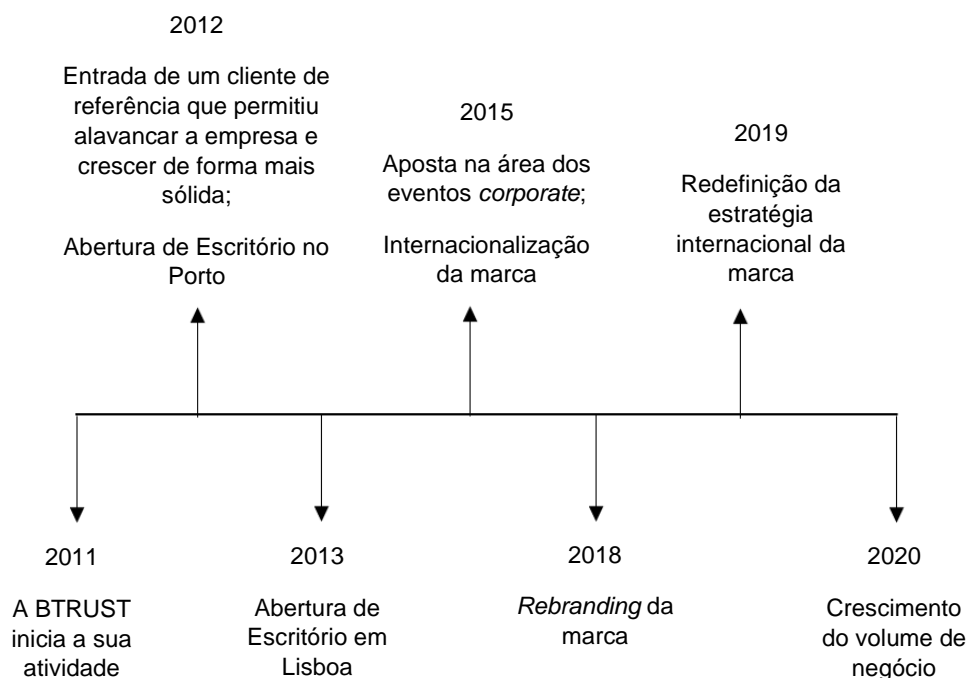 2012
Entrada de um cliente de
referência que permitiu
alavancar a empresa e
crescer de forma mais
sólida;
Abertura de Escritório no
Porto
2015
Aposta na área dos
eventos corporate;
Internacionalização
da marca
2019
Redefinição da
estratégia
internacional da
marca
2011
A BTRUST
inicia a sua
atividade
2013
Abertura de
Escritório em
Lisboa
2018
Rebranding da
marca
2020
Crescimento
do volume de
negócio